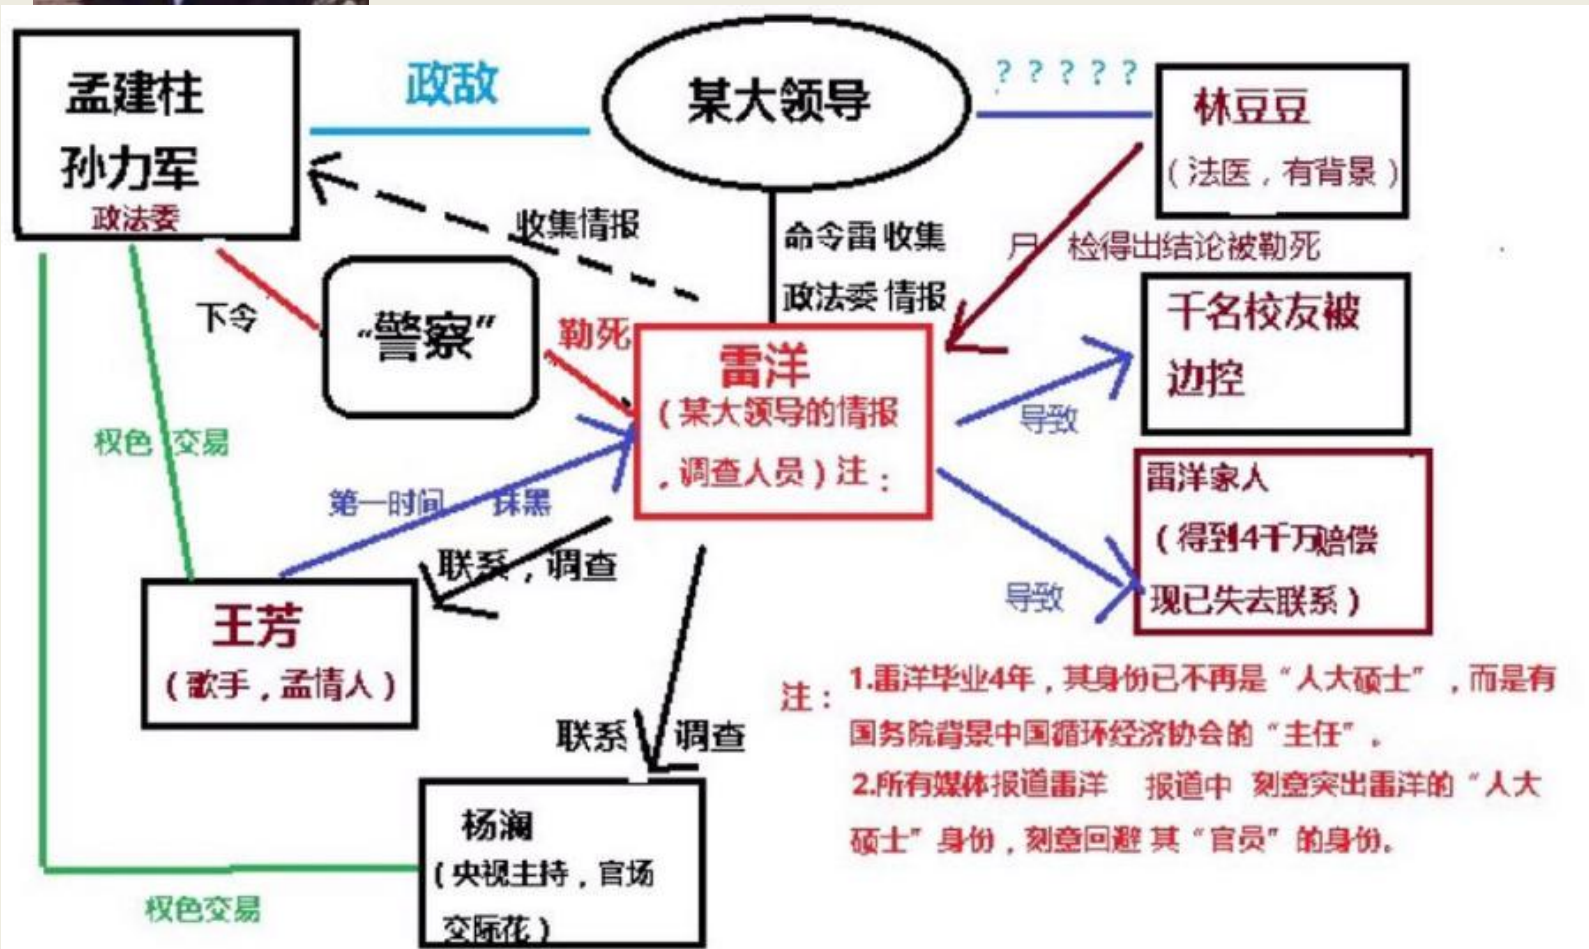 孟建柱
孙力军
政法委
政敌
某大领导
?????
林豆豆
（法医，有背景）
收集情报
命令雷 收集
政法委 情报
尸 检得出结论被勒死
下令
“警察”
勒死
雷洋
（某大领导的情报
，调查人员）注：
千名校友被
边控
导致
雷洋家人
（得到4千万赔偿
现已失去联系）
导致
权色 交易
第一时间 抹黑
联系，调查
王芳
（歌手，孟情人）
联系 调查
杨澜
（央视主持，官场
交际花）
权色交易
注：
1.雷洋毕业4年，其身份已不再是“人大硕士”，而是有
国务院背景中国循环经济协会的“主任”。
2.所有媒体报道雷洋 报道中 刻意突出雷洋的“人大
硕士”身份，刻意回避 其“官员”的身份。